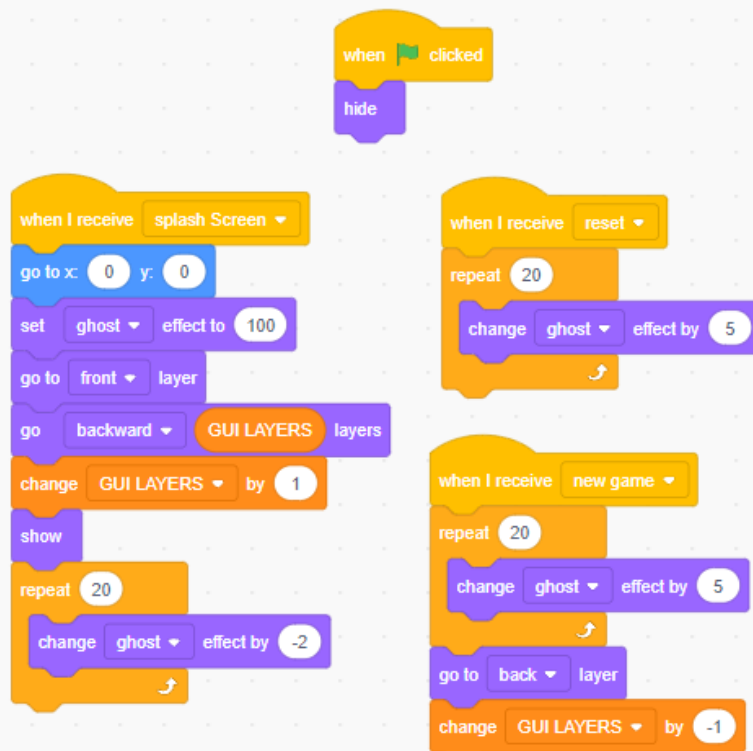 when clicked
hide
when I receive splash Screen
go to x: 0 y: 0
set ghost effect to 100
go to front layer
go backward GUI LAYERS layers
change GUI LAYERS by 1
show
repeat 20
change ghost effect by -2
when I receive reset
repeat 20
change ghost effect by 5
when I receive new game
repeat 20
change ghost effect by 5
go to back layer
change GUI LAYERS by -1